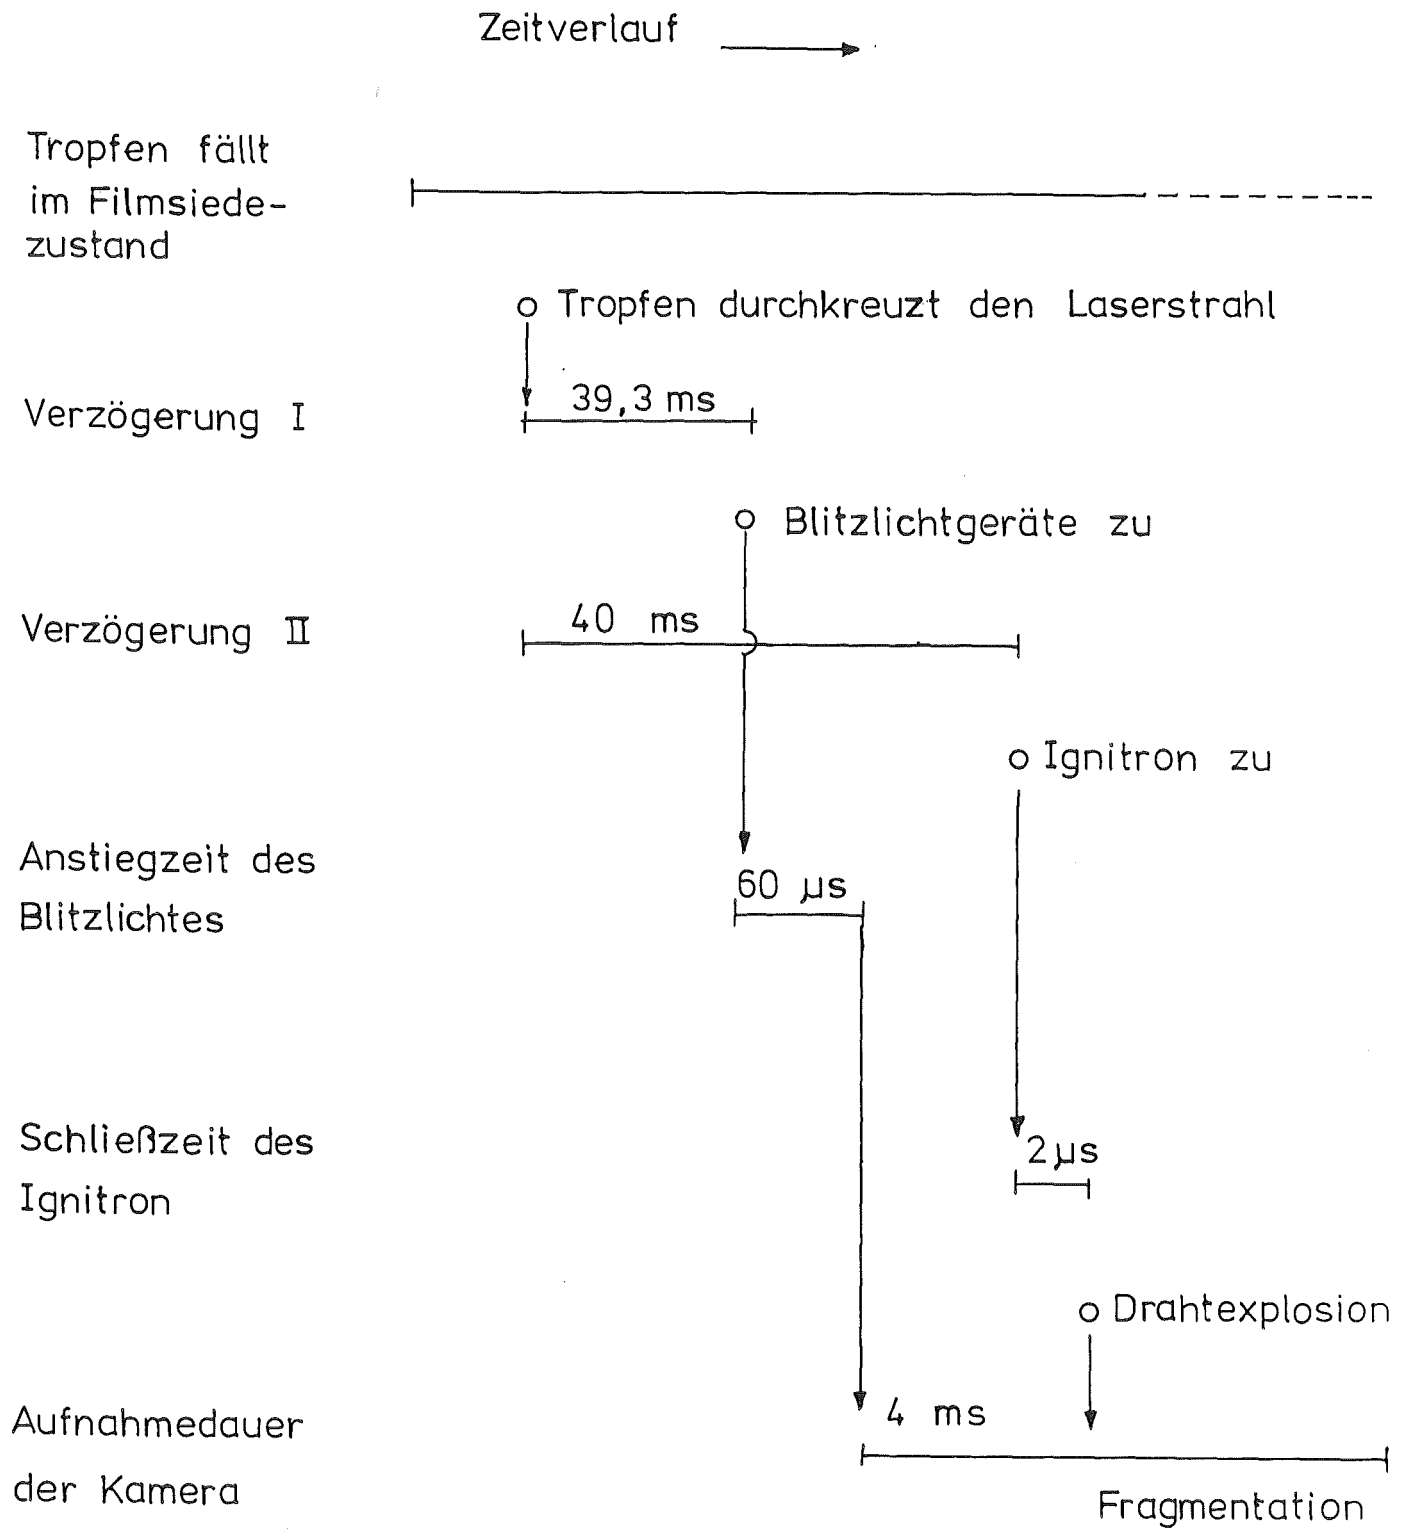 Zeitverlauf
Tropfen fällt
im Filmsiede-
zustand
Tropfen durchkreuzt den Laserstrahl
39,3 ms
Verzögerung I
Blitzlichtgeräte zu
40 ms
Verzögerung II
Ignitron zu
Anstiegzeit des
Blitzlichtes
60 µs
Schließzeit des
Ignitron
2 µs
Drahtexplosion
Aufnahmedauer
der Kamera
4 ms
Fragmentation